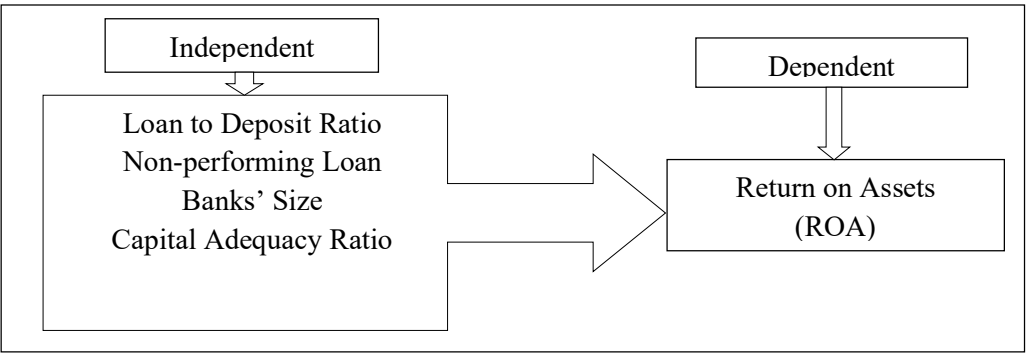 Independent
Dependent
Loan to Deposit Ratio
Non-performing Loan
Banks’ Size
Capital Adequacy Ratio
Return on Assets
(ROA)